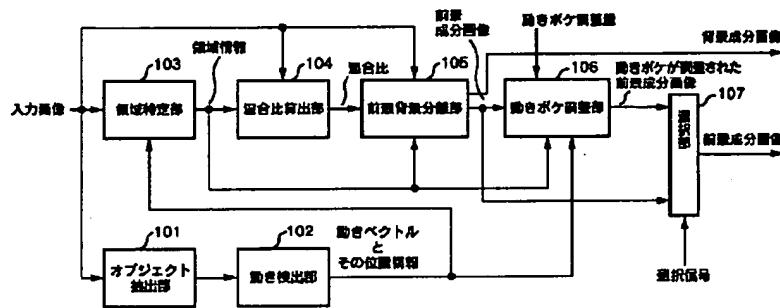 前景
成分画像
動きボケ調整量
背景成分画像
領域情報
103
104
混合比
105
106
動きボケが調整された
前景成分画像
107
入力画像
領域特定部
混合比算出部
前景背景分離部
動きボケ調整部
選択部
前景成分画像
101
102
動きベクトル
と
その位置情報
オブジェクト
抽出部
動き検出部
選択信号